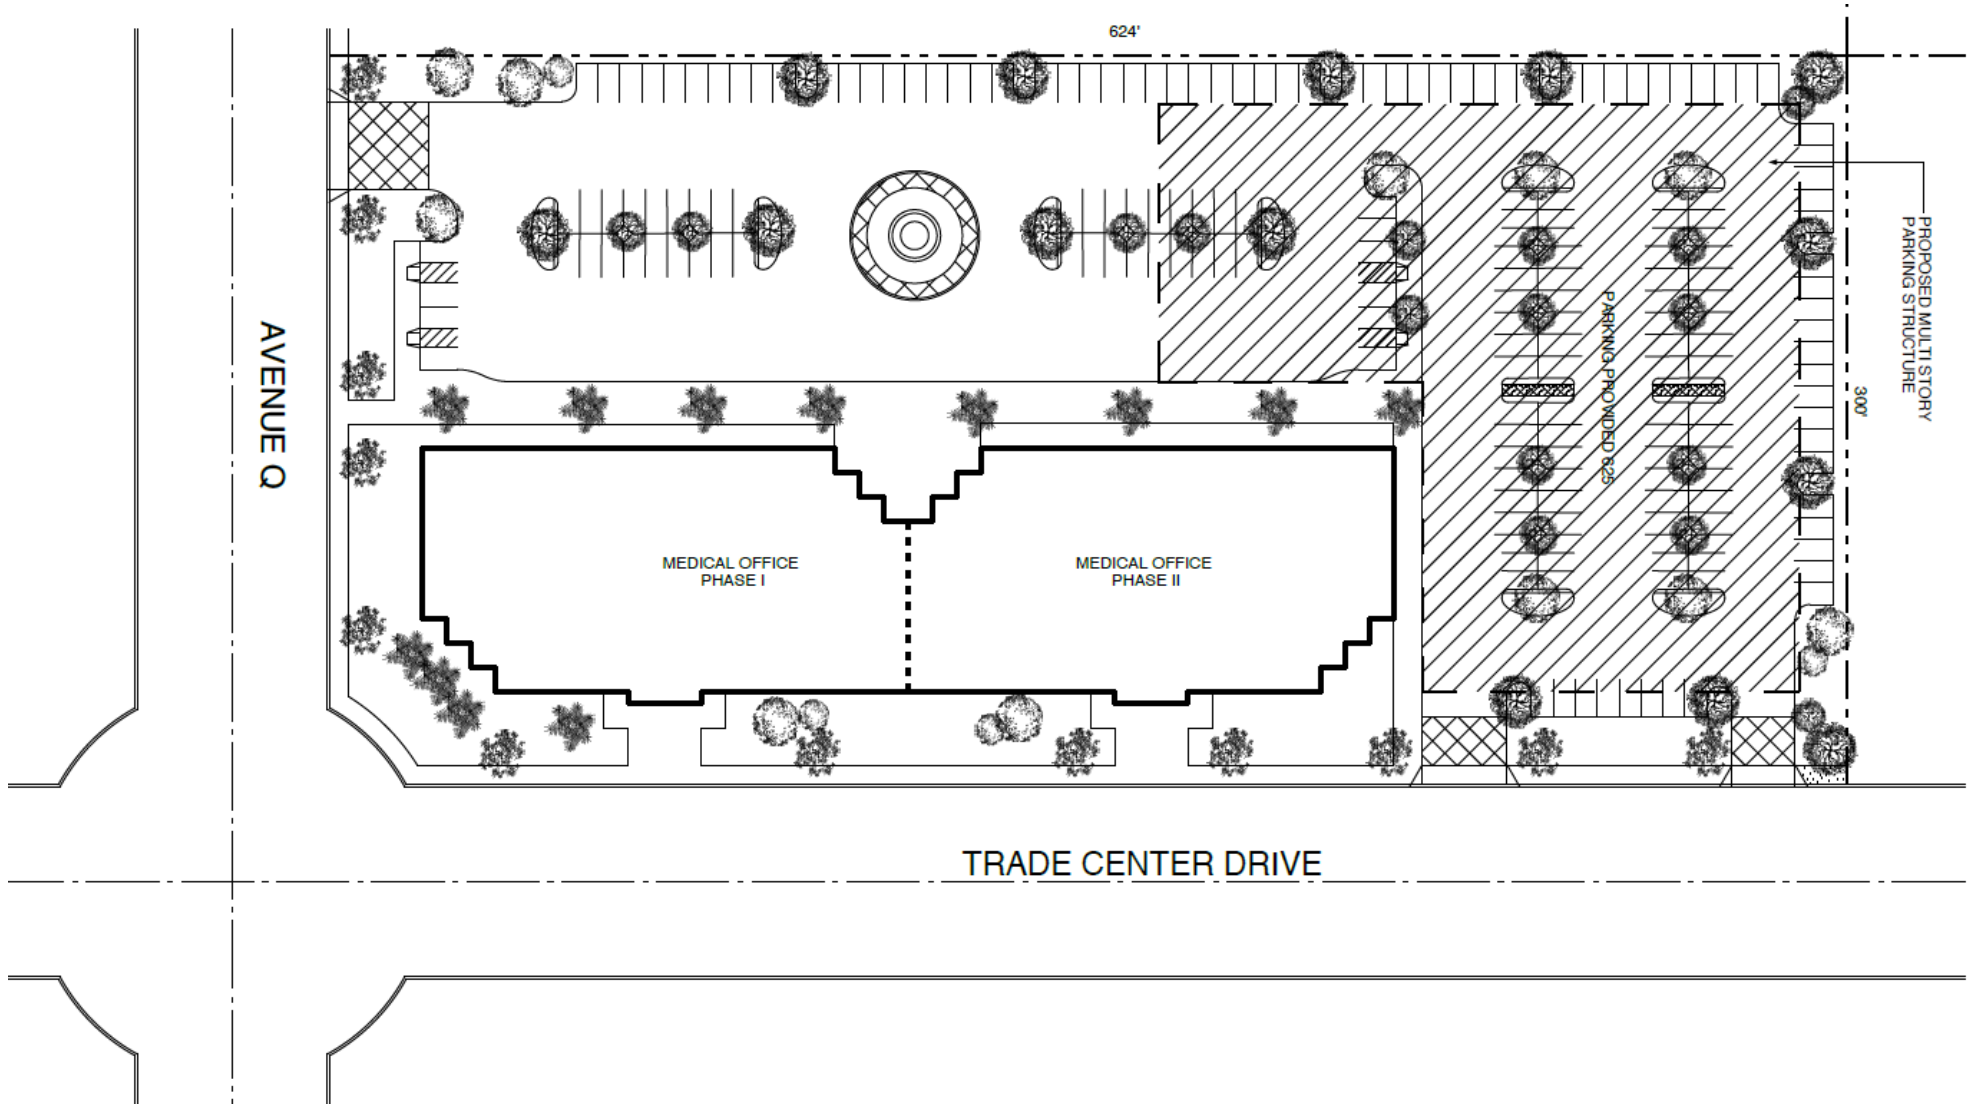 624'
AVENUE Q
PROPOSED MULTI STORY
PARKING STRUCTURE
PARKING PROVIDED 625
300'
MEDICAL OFFICE
PHASE I
MEDICAL OFFICE
PHASE II
TRADE CENTER DRIVE